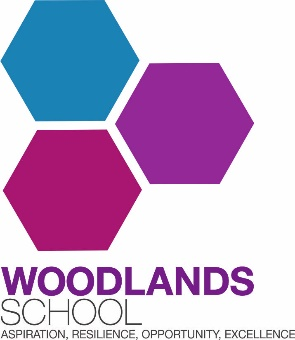 WOODLANDS
SCHOOL
ASPIRATION, RESILIENCE, OPPORTUNITY, EXCELLENCE